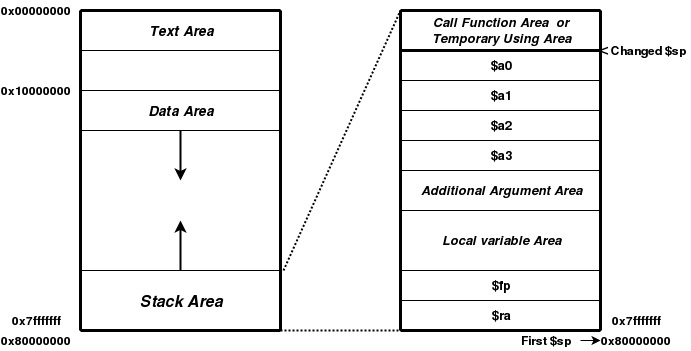 0x00000000
Text Area
0x10000000
Data Area
Stack Area
0x7fffffff
0x80000000
Call Function Area or
Temporary Using Area
Changed $sp
$a0
$a1
$a2
$a3
Additional Argument Area
Local variable Area
$fp
$ra
0x7fffffff
First $sp
0x80000000